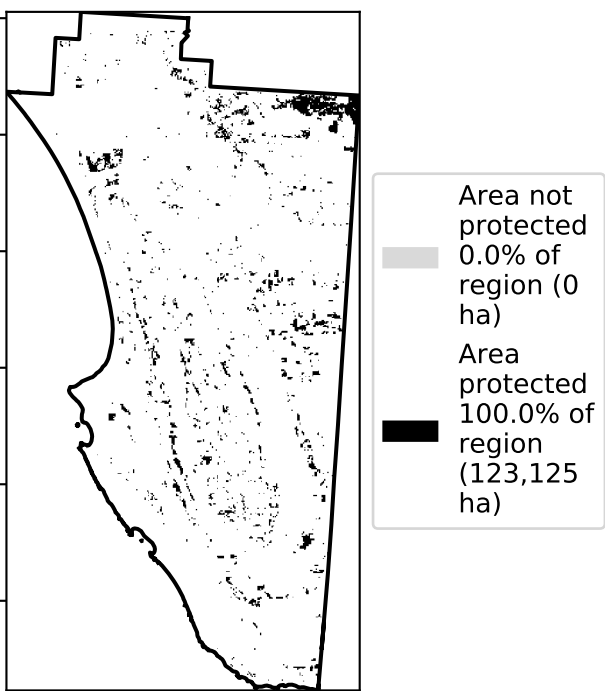 Area not
protected
0.0% of
region (0
ha)
Area
protected
100.0% of
region
(123,125
ha)